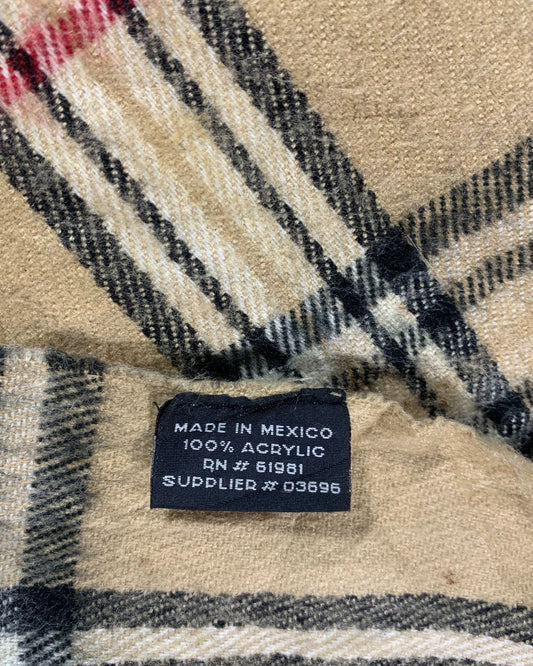 MADE IN MEXICO
100% ACRYLIC
RN # 61981
SUPPLIER # 03696